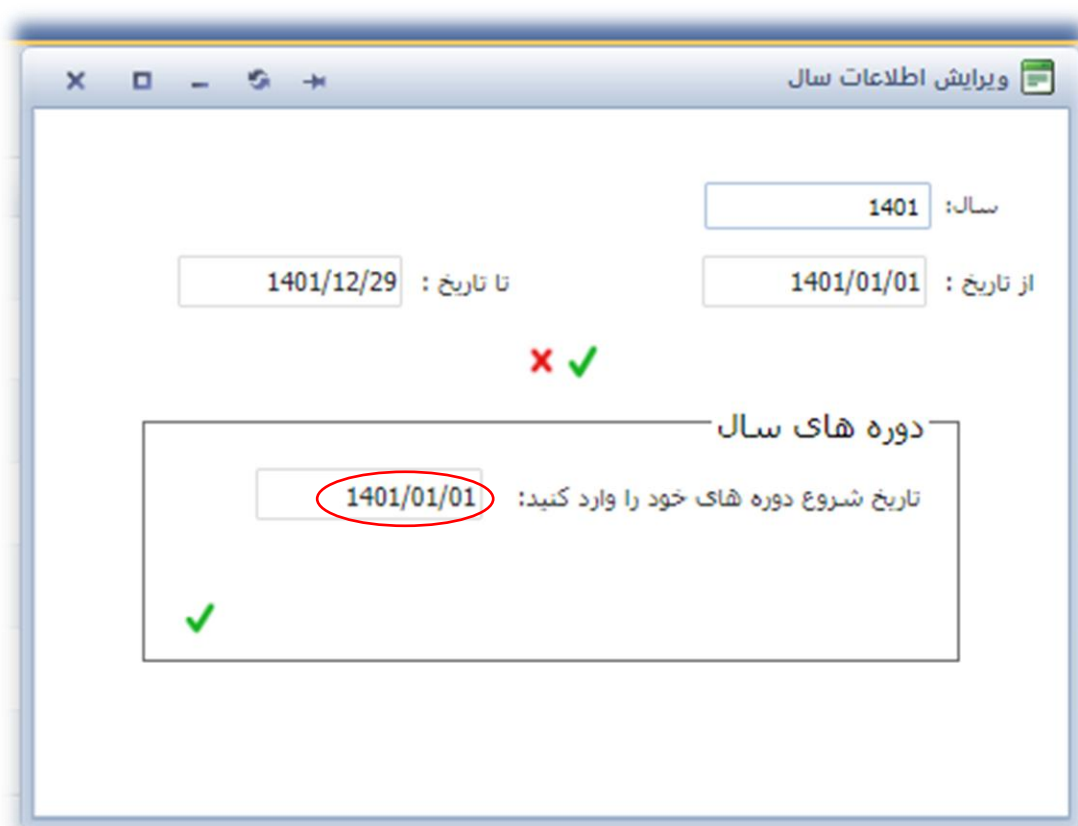 ویرایش اطلاعات سال
سال: 1401
از تاریخ : 1401/01/01 تا تاریخ : 1401/12/29
دوره های سال
تاریخ شروع دوره های خود را وارد کنید: 1401/01/01